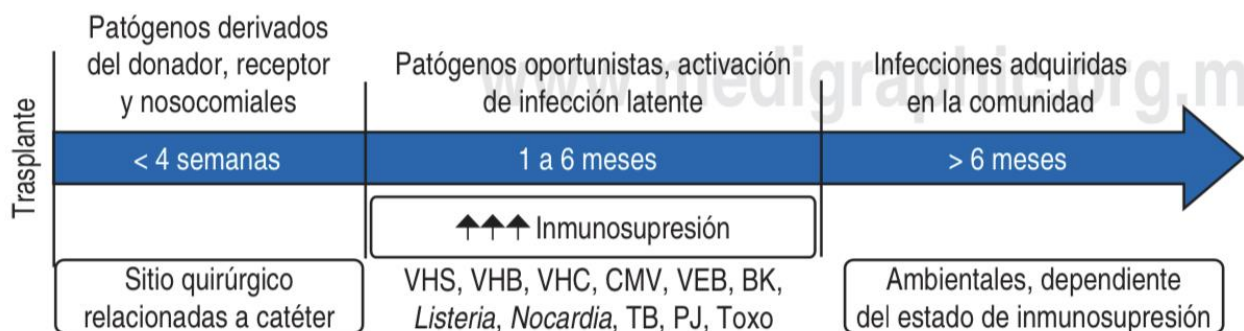 Trasplante
Patógenos derivados
del donador, receptor
y nosocomiales
< 4 semanas
Sitio quirúrgico
relacionadas a catéter
Patógenos oportunistas, activación
de infección latente
1 a 6 meses
Inmunosupresión
VHS, VHB, VHC, CMV, VEB, BK,
Listeria, Nocardia, TB, PJ, Toxo
Infecciones adquiridas
en la comunidad
> 6 meses
Ambientales, dependiente
del estado de inmunosupresión
www.medigraphic.org.m